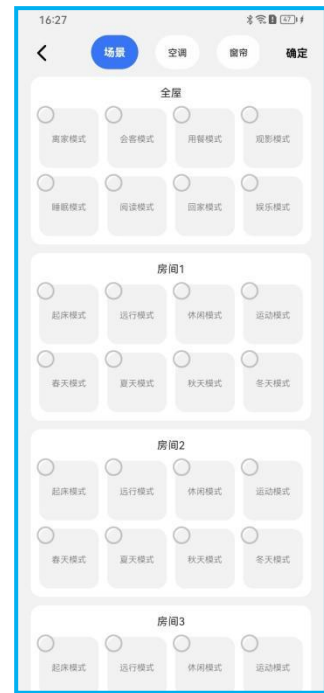 16:27 47
场景 空调 窗帘 确定
全屋
离家模式 会客模式 用餐模式 观影模式
睡眠模式 阅读模式 回家模式 娱乐模式
房间1
起床模式 远行模式 休闲模式 运动模式
春天模式 夏天模式 秋天模式 冬天模式
房间2
起床模式 远行模式 休闲模式 运动模式
春天模式 夏天模式 秋天模式 冬天模式
房间3
起床模式 远行模式 休闲模式 运动模式